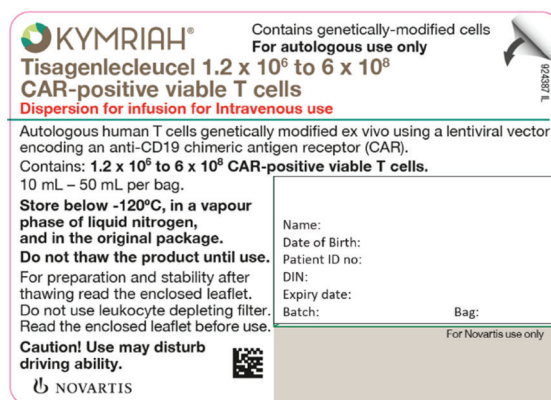 KYMRIAH®
Contains genetically-modified cells
For autologous use only
Tisagenlecleucel 1.2 x 10⁶ to 6 x 10⁸
CAR-positive viable T cells
Dispersion for infusion for Intravenous use
924387 IL
Autologous human T cells genetically modified ex vivo using a lentiviral vector
encoding an anti-CD19 chimeric antigen receptor (CAR).
Contains: 1.2 x 10⁶ to 6 x 10⁸ CAR-positive viable T cells.
10 mL – 50 mL per bag.
Store below -120ºC, in a vapour
phase of liquid nitrogen,
and in the original package.
Do not thaw the product until use.
For preparation and stability after
thawing read the enclosed leaflet.
Do not use leukocyte depleting filter.
Read the enclosed leaflet before use.
Caution! Use may disturb
driving ability.
NOVARTIS
Name:
Date of Birth:
Patient ID no:
DIN:
Expiry date:
Batch: Bag:
For Novartis use only